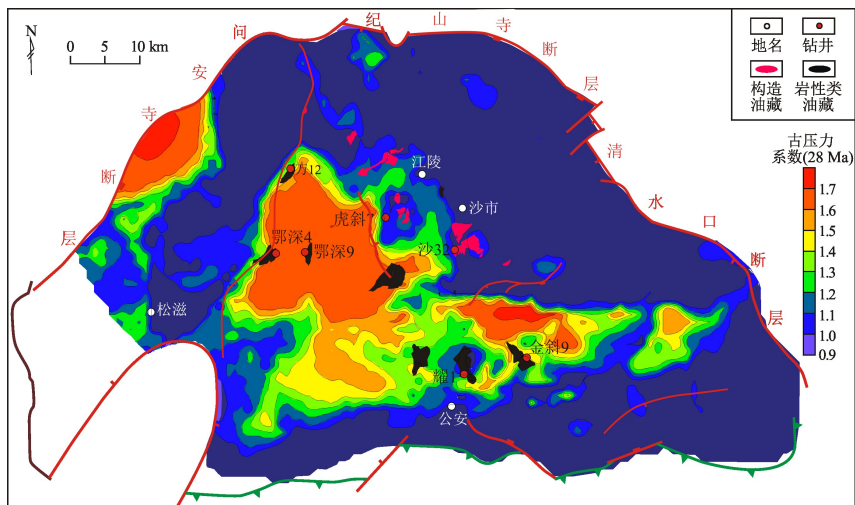 N
0 5 10 km
问安寺断层
纪山寺断层
清水口断层
地名
钻井
构造油藏
岩性类油藏
古压力
系数(28 Ma)
1.7
1.6
1.5
1.4
1.3
1.2
1.1
1.0
0.9
万12
江陵
虎斜7
沙市
鄂深4
鄂深9
沙32
松滋
金斜9
耀1
公安